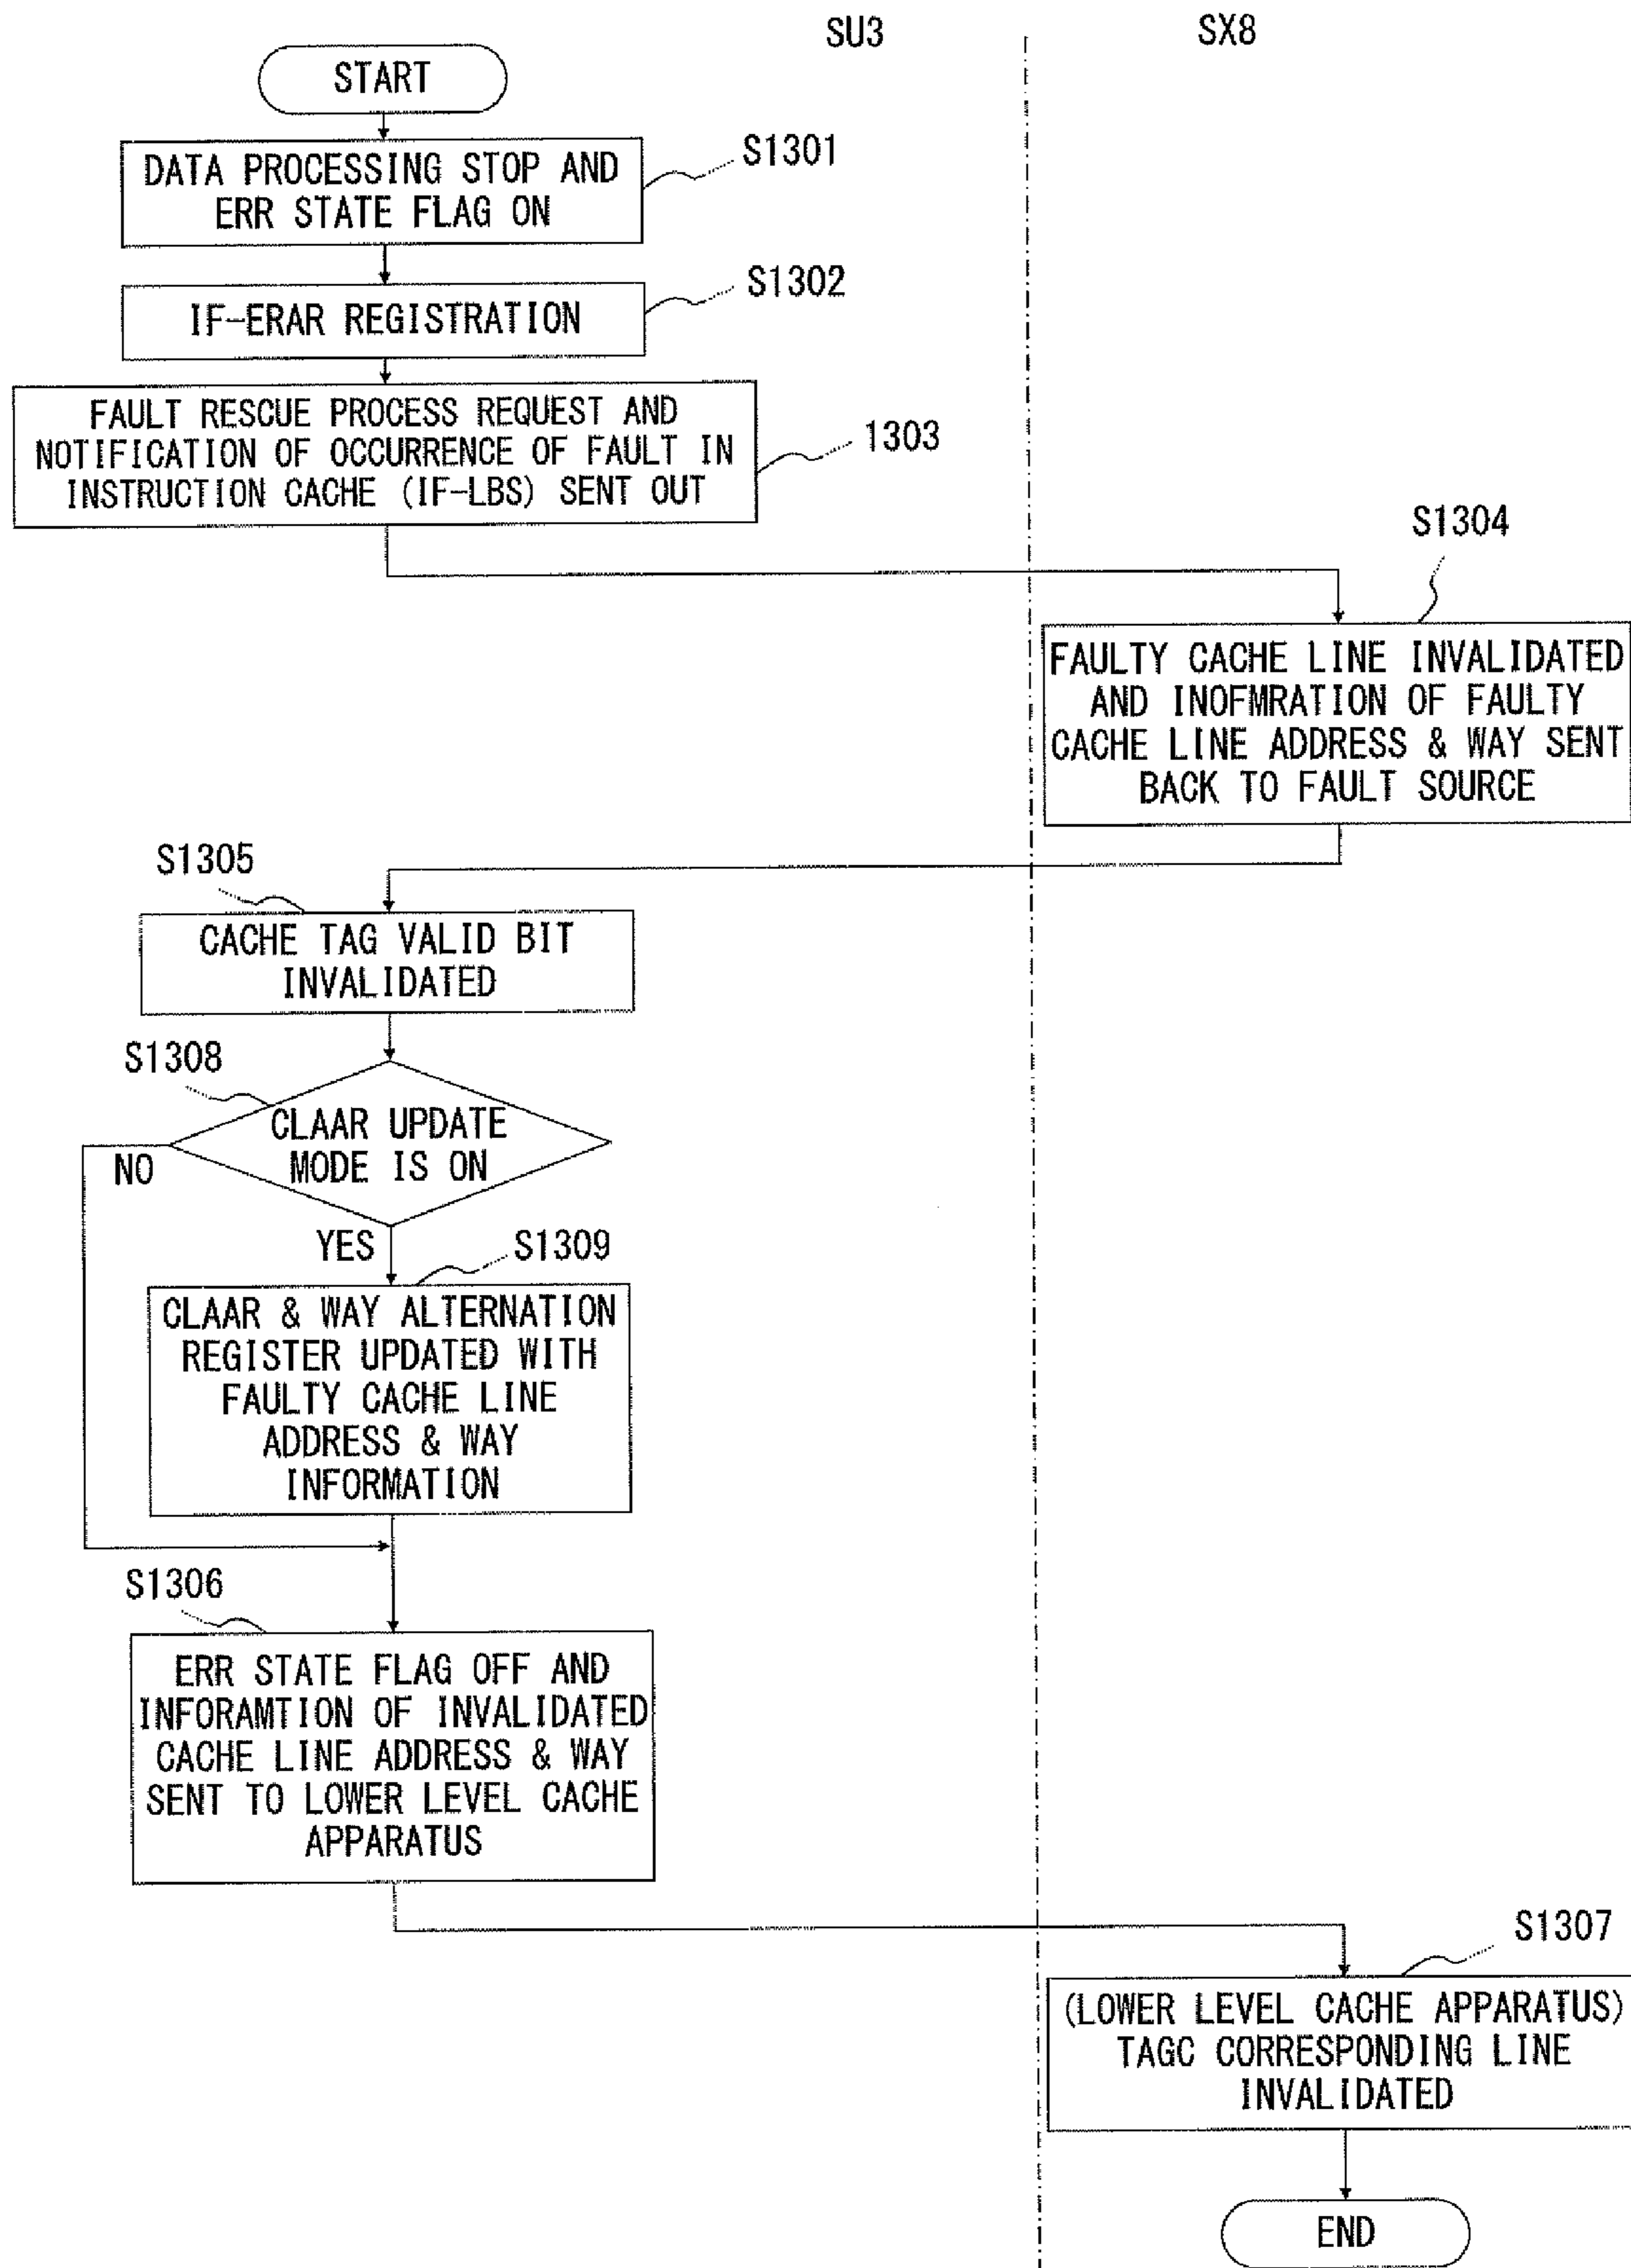 SU3
SX8
START
S1301
DATA PROCESSING STOP AND
ERR STATE FLAG ON
S1302
IF-ERAR REGISTRATION
1303
FAULT RESCUE PROCESS REQUEST AND
NOTIFICATION OF OCCURRENCE OF FAULT IN
INSTRUCTION CACHE (IF-LBS) SENT OUT
S1304
FAULTY CACHE LINE INVALIDATED
AND INOFMRATION OF FAULTY
CACHE LINE ADDRESS & WAY SENT
BACK TO FAULT SOURCE
S1305
CACHE TAG VALID BIT
INVALIDATED
S1308
CLAAR UPDATE
MODE IS ON
NO
YES
S1309
CLAAR & WAY ALTERNATION
REGISTER UPDATED WITH
FAULTY CACHE LINE
ADDRESS & WAY
INFORMATION
S1306
ERR STATE FLAG OFF AND
INFORAMTION OF INVALIDATED
CACHE LINE ADDRESS & WAY
SENT TO LOWER LEVEL CACHE
APPARATUS
S1307
(LOWER LEVEL CACHE APPARATUS)
TAGC CORRESPONDING LINE
INVALIDATED
END